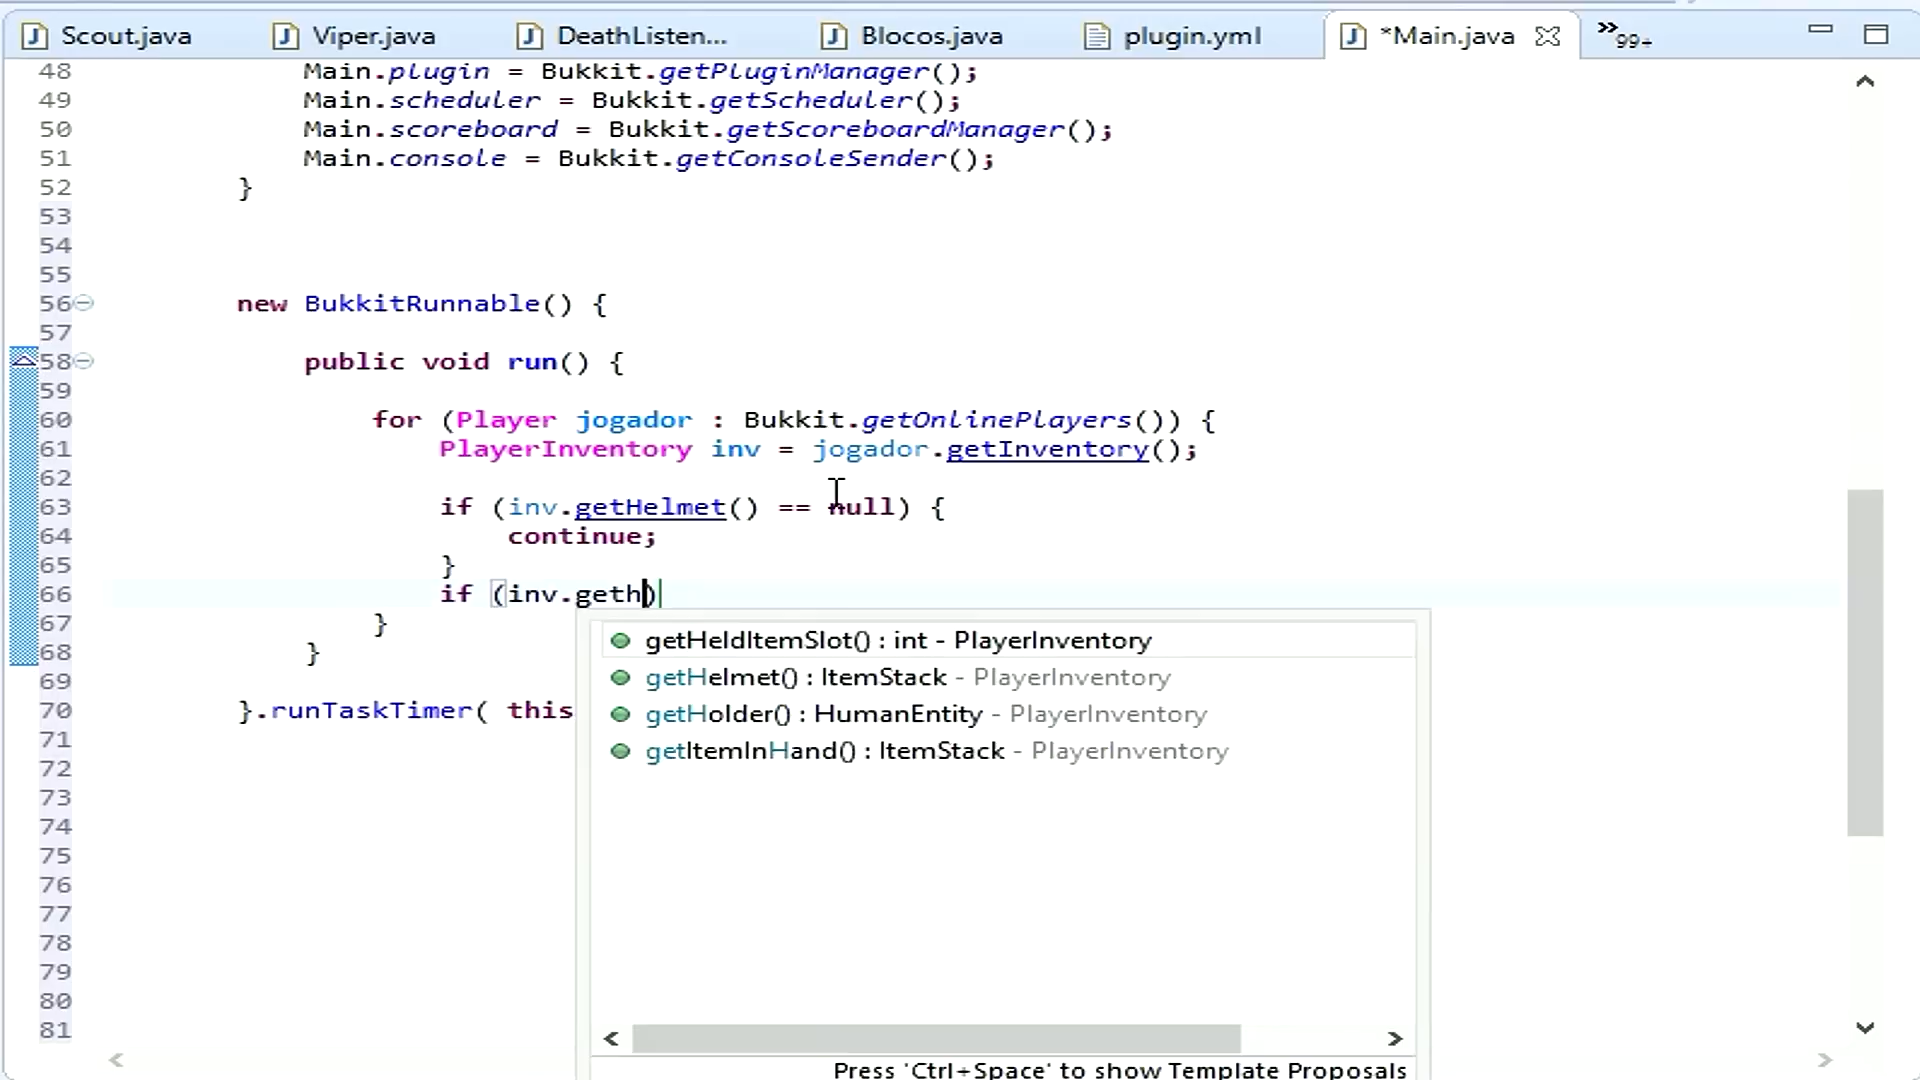 Scout.java Viper.java DeathListen... Blocos.java plugin.yml *Main.java 99+
48 Main.plugin = Bukkit.getPluginManager();
49 Main.scheduler = Bukkit.getScheduler();
50 Main.scoreboard = Bukkit.getScoreboardManager();
51 Main.console = Bukkit.getConsoleSender();
52 }
53
54
55
56 new BukkitRunnable() {
57
58 public void run() {
59
60 for (Player jogador : Bukkit.getOnlinePlayers()) {
61 PlayerInventory inv = jogador.getInventory();
62
63 if (inv.getHelmet() == null) {
64 continue;
65 }
66 if (inv.geth)
67 }
68 }
69
70 }.runTaskTimer( this
71
72
73
74
75
76
77
78
79
80
81
getHeldItemSlot() : int - PlayerInventory
getHelmet() : ItemStack - PlayerInventory
getHolder() : HumanEntity - PlayerInventory
getItemInHand() : ItemStack - PlayerInventory
Press 'Ctrl+Space' to show Template Proposals